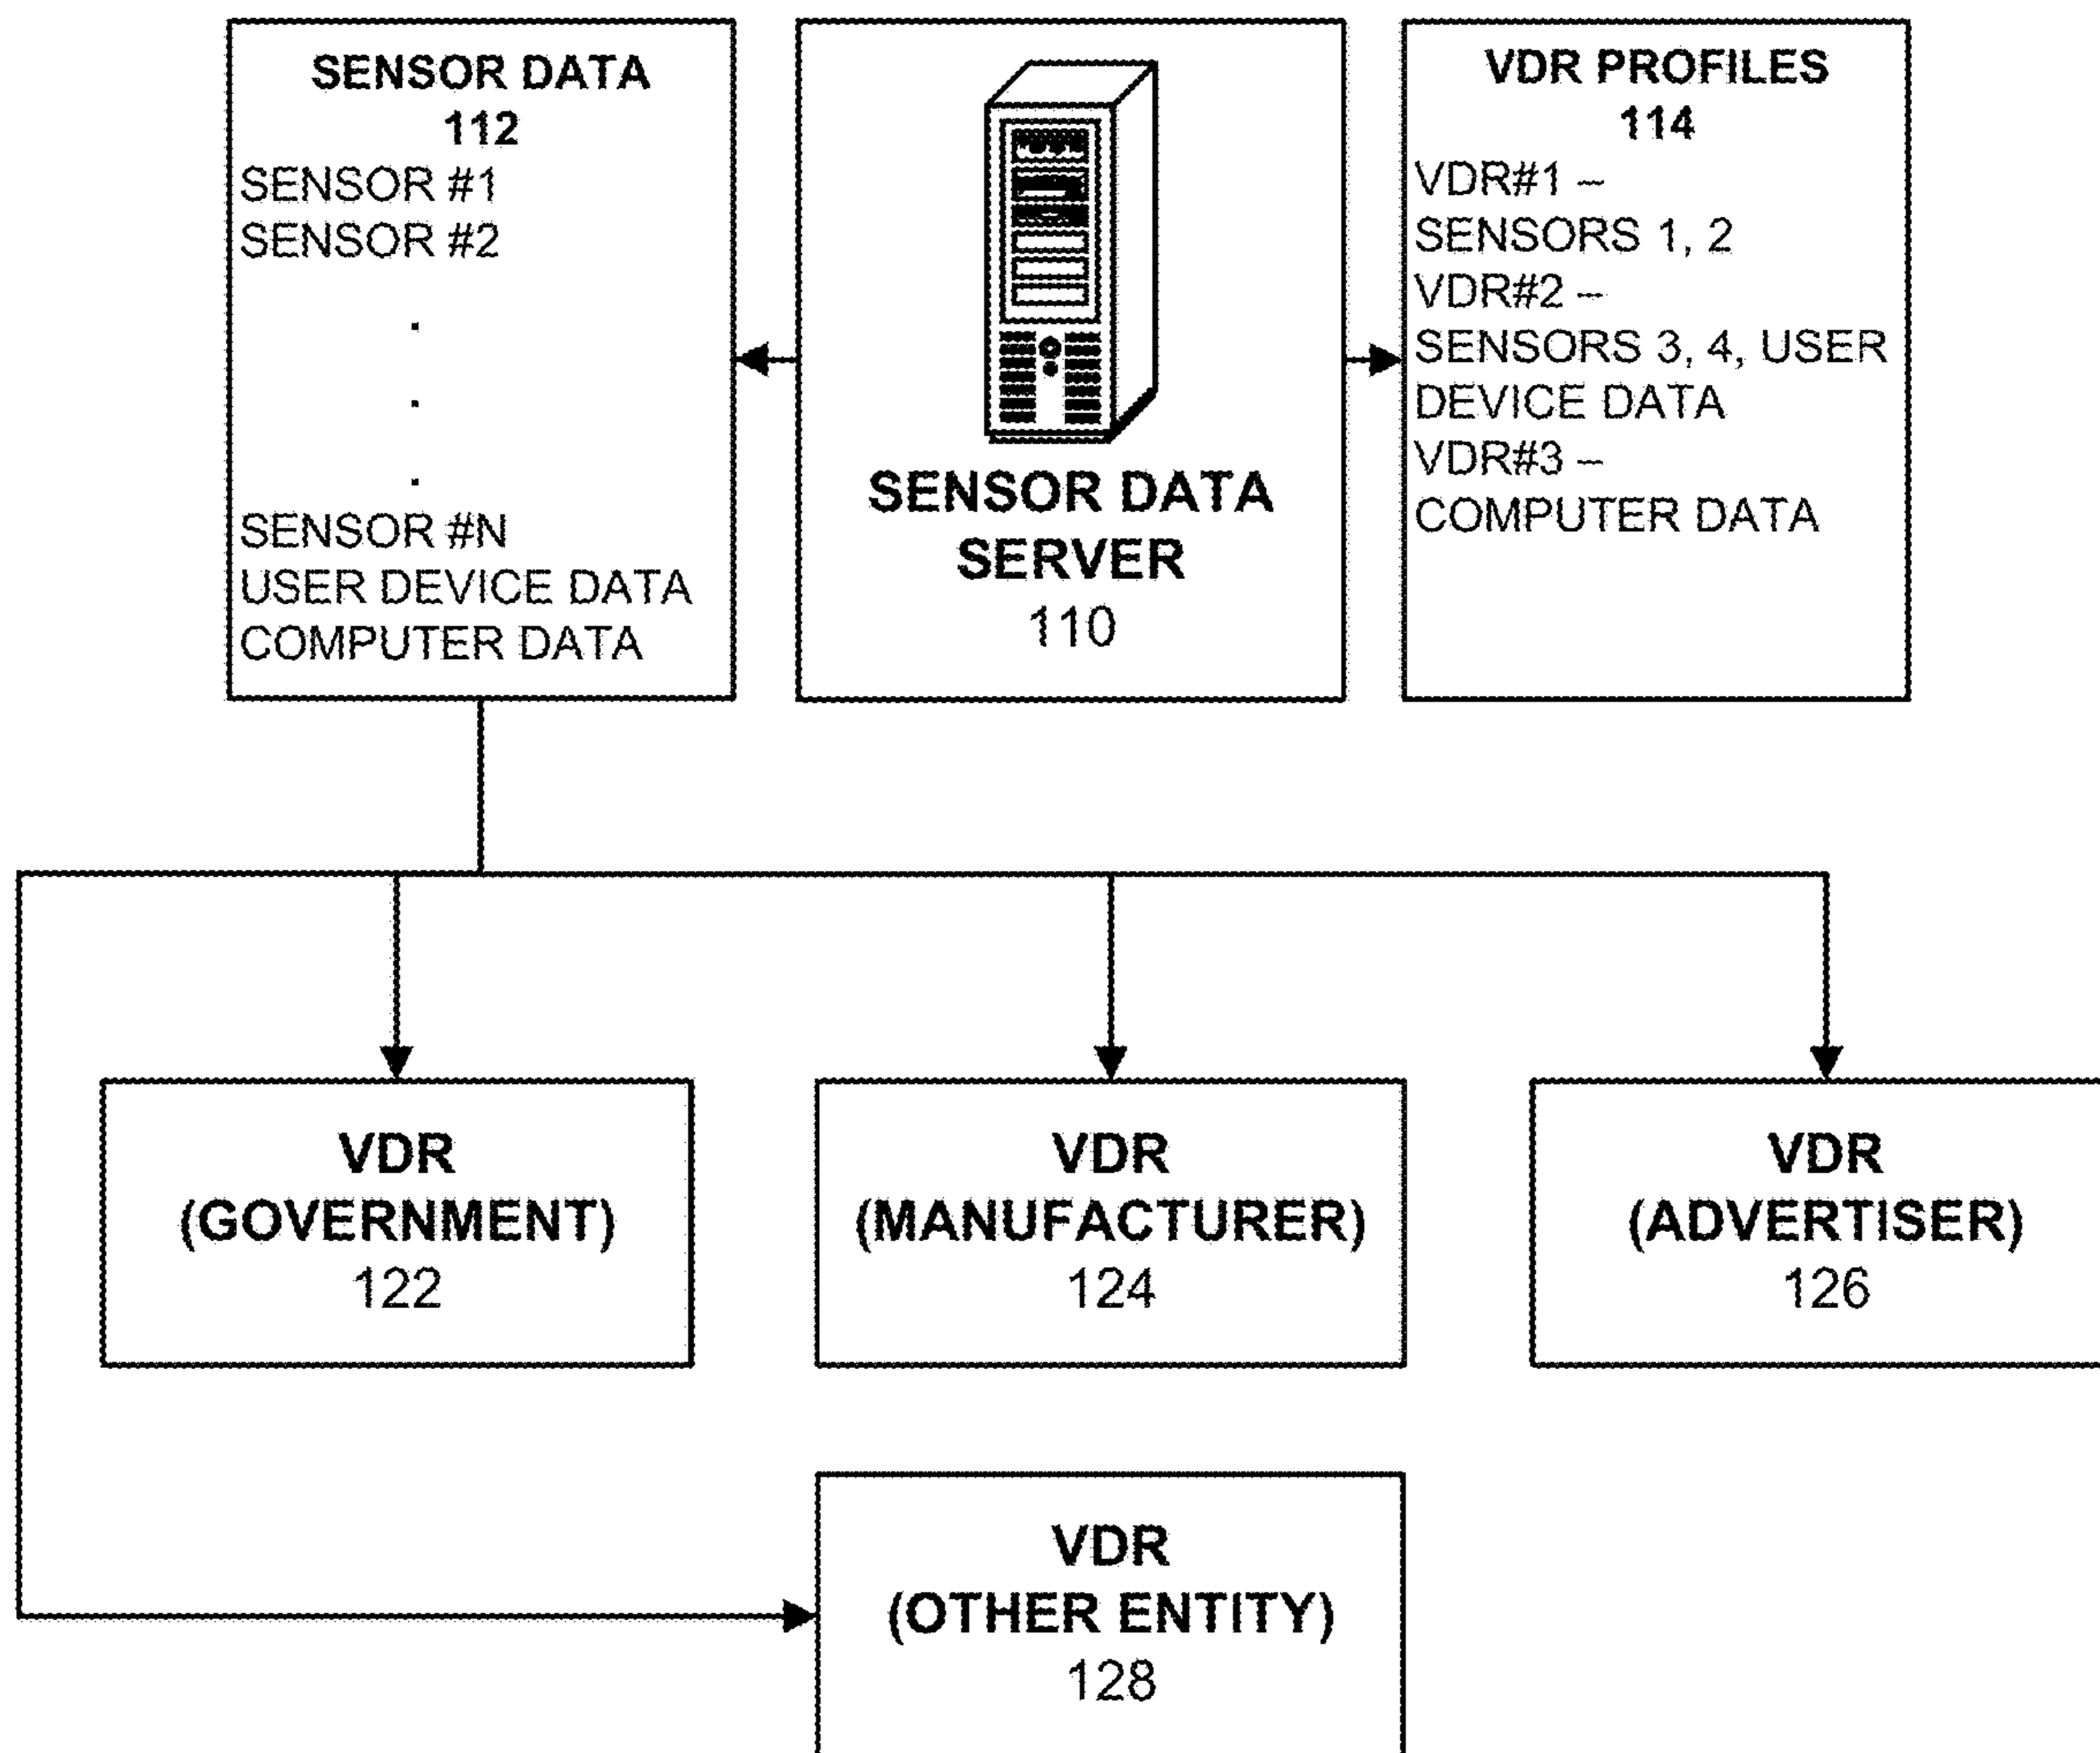 SENSOR DATA
112
SENSOR #1
SENSOR #2
.
.
.
SENSOR #N
USER DEVICE DATA
COMPUTER DATA
SENSOR DATA
SERVER
110
VDR PROFILES
114
VDR#1 –
SENSORS 1, 2
VDR#2 –
SENSORS 3, 4, USER
DEVICE DATA
VDR#3 –
COMPUTER DATA
VDR
(GOVERNMENT)
122
VDR
(MANUFACTURER)
124
VDR
(ADVERTISER)
126
VDR
(OTHER ENTITY)
128